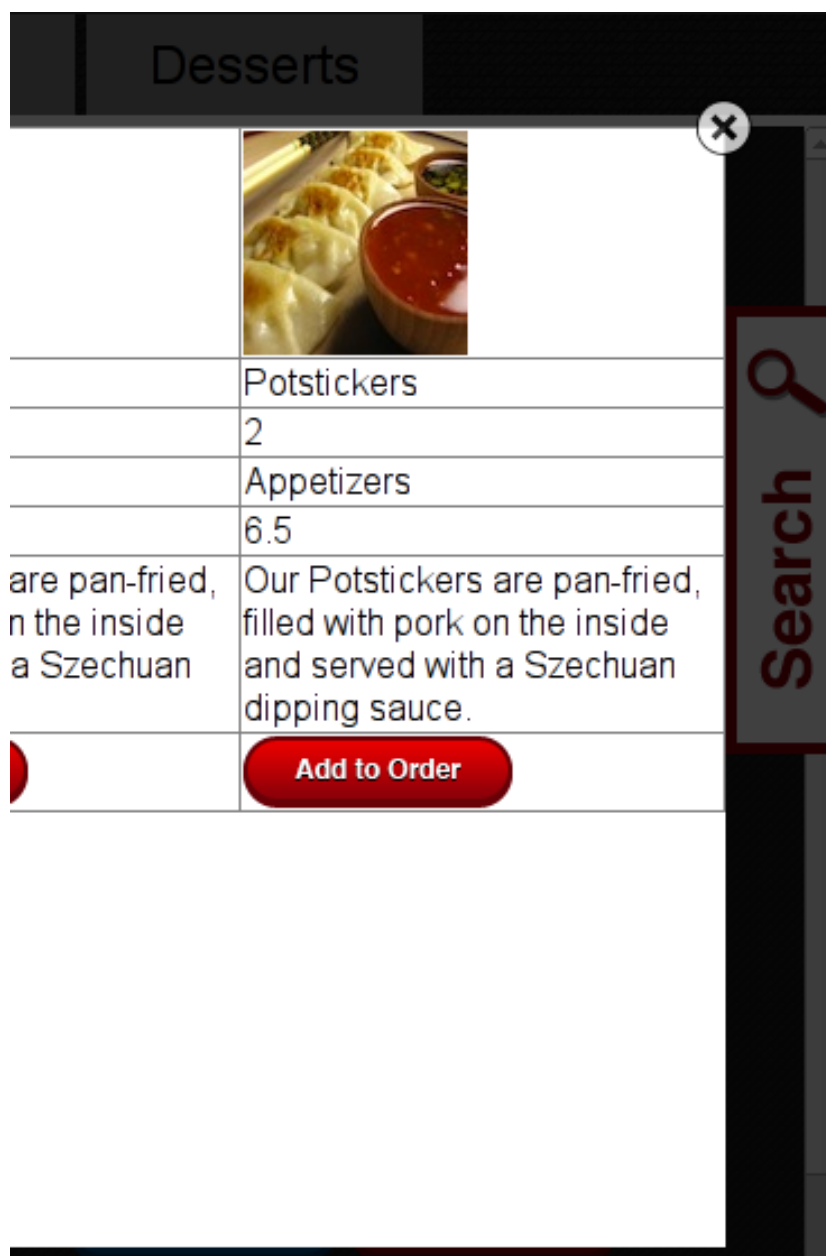 Desserts
Potstickers
2
Appetizers
6.5
are pan-fried,
n the inside
a Szechuan
Our Potstickers are pan-fried,
filled with pork on the inside
and served with a Szechuan
dipping sauce.
Add to Order
Search